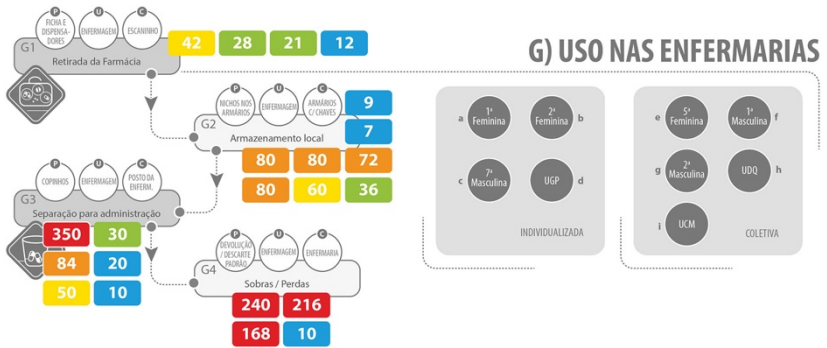 G) USO NAS ENFERMARIAS
P U C
FICHA E
DISPENSA-
DORES
ENFERMAGEM
ESCANINHO
G1
Retirada da Farmácia
42 28 21 12
P U C
NICHOS NOS
ARMÁRIOS
ENFERMAGEM
ARMÁRIOS
C/ CHAVES
G2
Armazenamento local
9
7
80 80 72
80 60 36
P U C
COPINHOS
ENFERMAGEM
POSTO DA
ENFERM.
G3
Separação para administração
350 30
84 20
50 10
P U C
DEVOLUÇÃO
/ DESCARTE
PADRÃO
ENFERMAGEM
ENFERMARIA
G4
Sobras / Perdas
240 216
168 10
a
1ª
Feminina
2ª
Feminina
b
c
7ª
Masculina
UGP
d
INDIVIDUALIZADA
e
5ª
Feminina
1ª
Masculina
f
g
2ª
Masculina
UDQ
h
i
UCM
COLETIVA